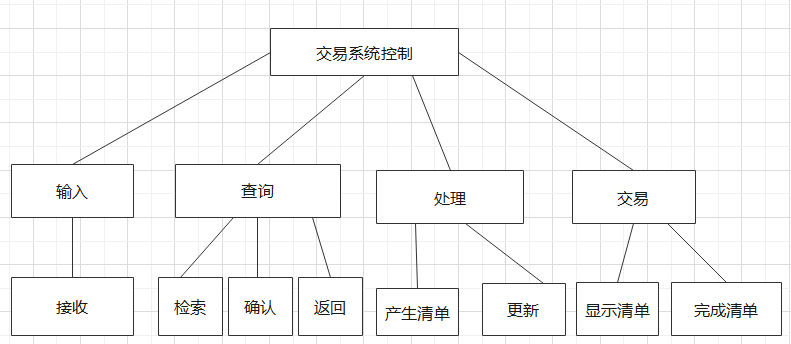 交易系统控制
输入
查询
处理
交易
接收
检索
确认
返回
产生清单
更新
显示清单
完成清单